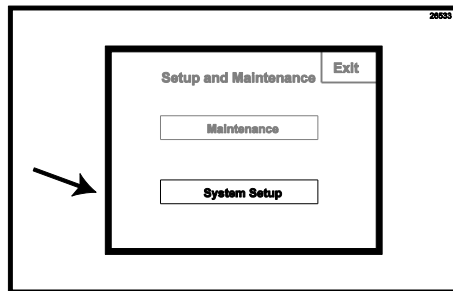 26533
Exit
Setup and Maintenance
Maintenance
System Setup